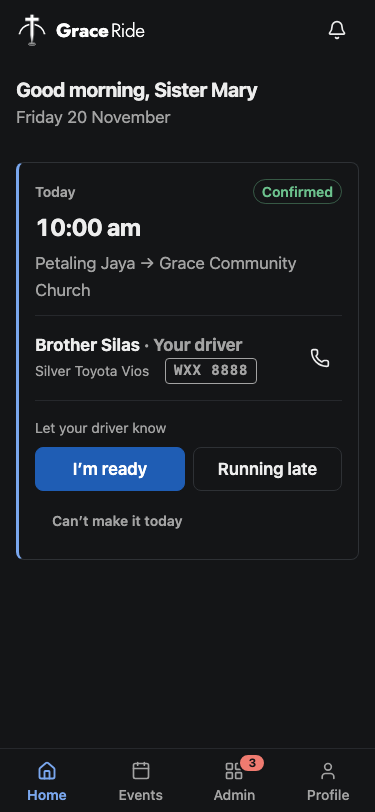 Grace Ride
Good morning, Sister Mary
Friday 20 November
Today
Confirmed
10:00 am
Petaling Jaya → Grace Community
Church
Brother Silas · Your driver
Silver Toyota Vios WXX 8888
Let your driver know
I’m ready
Running late
Can’t make it today
3
Home
Events
Admin
Profile